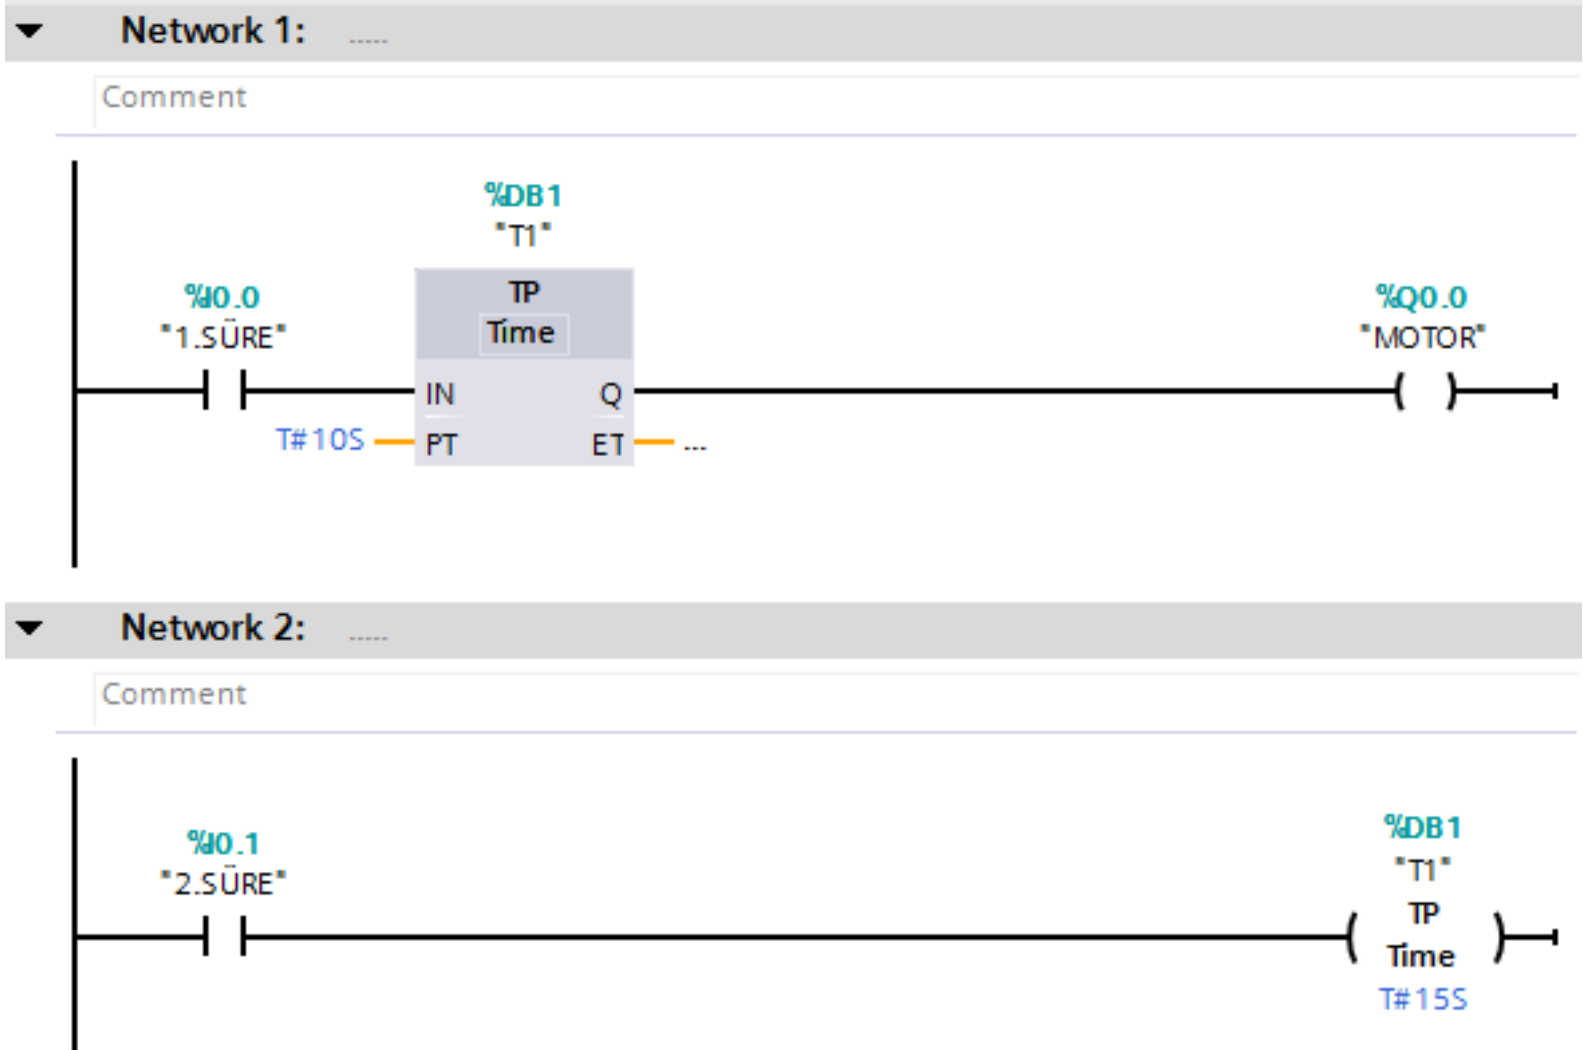 Network 1: .....
Comment
%DB1
"T1"
%I0.0
"1.SÜRE"
TP
Time
%Q0.0
"MOTOR"
IN Q
T#10S PT ET ...
Network 2: .....
Comment
%I0.1
"2.SÜRE"
%DB1
"T1"
TP
Time
T#15S